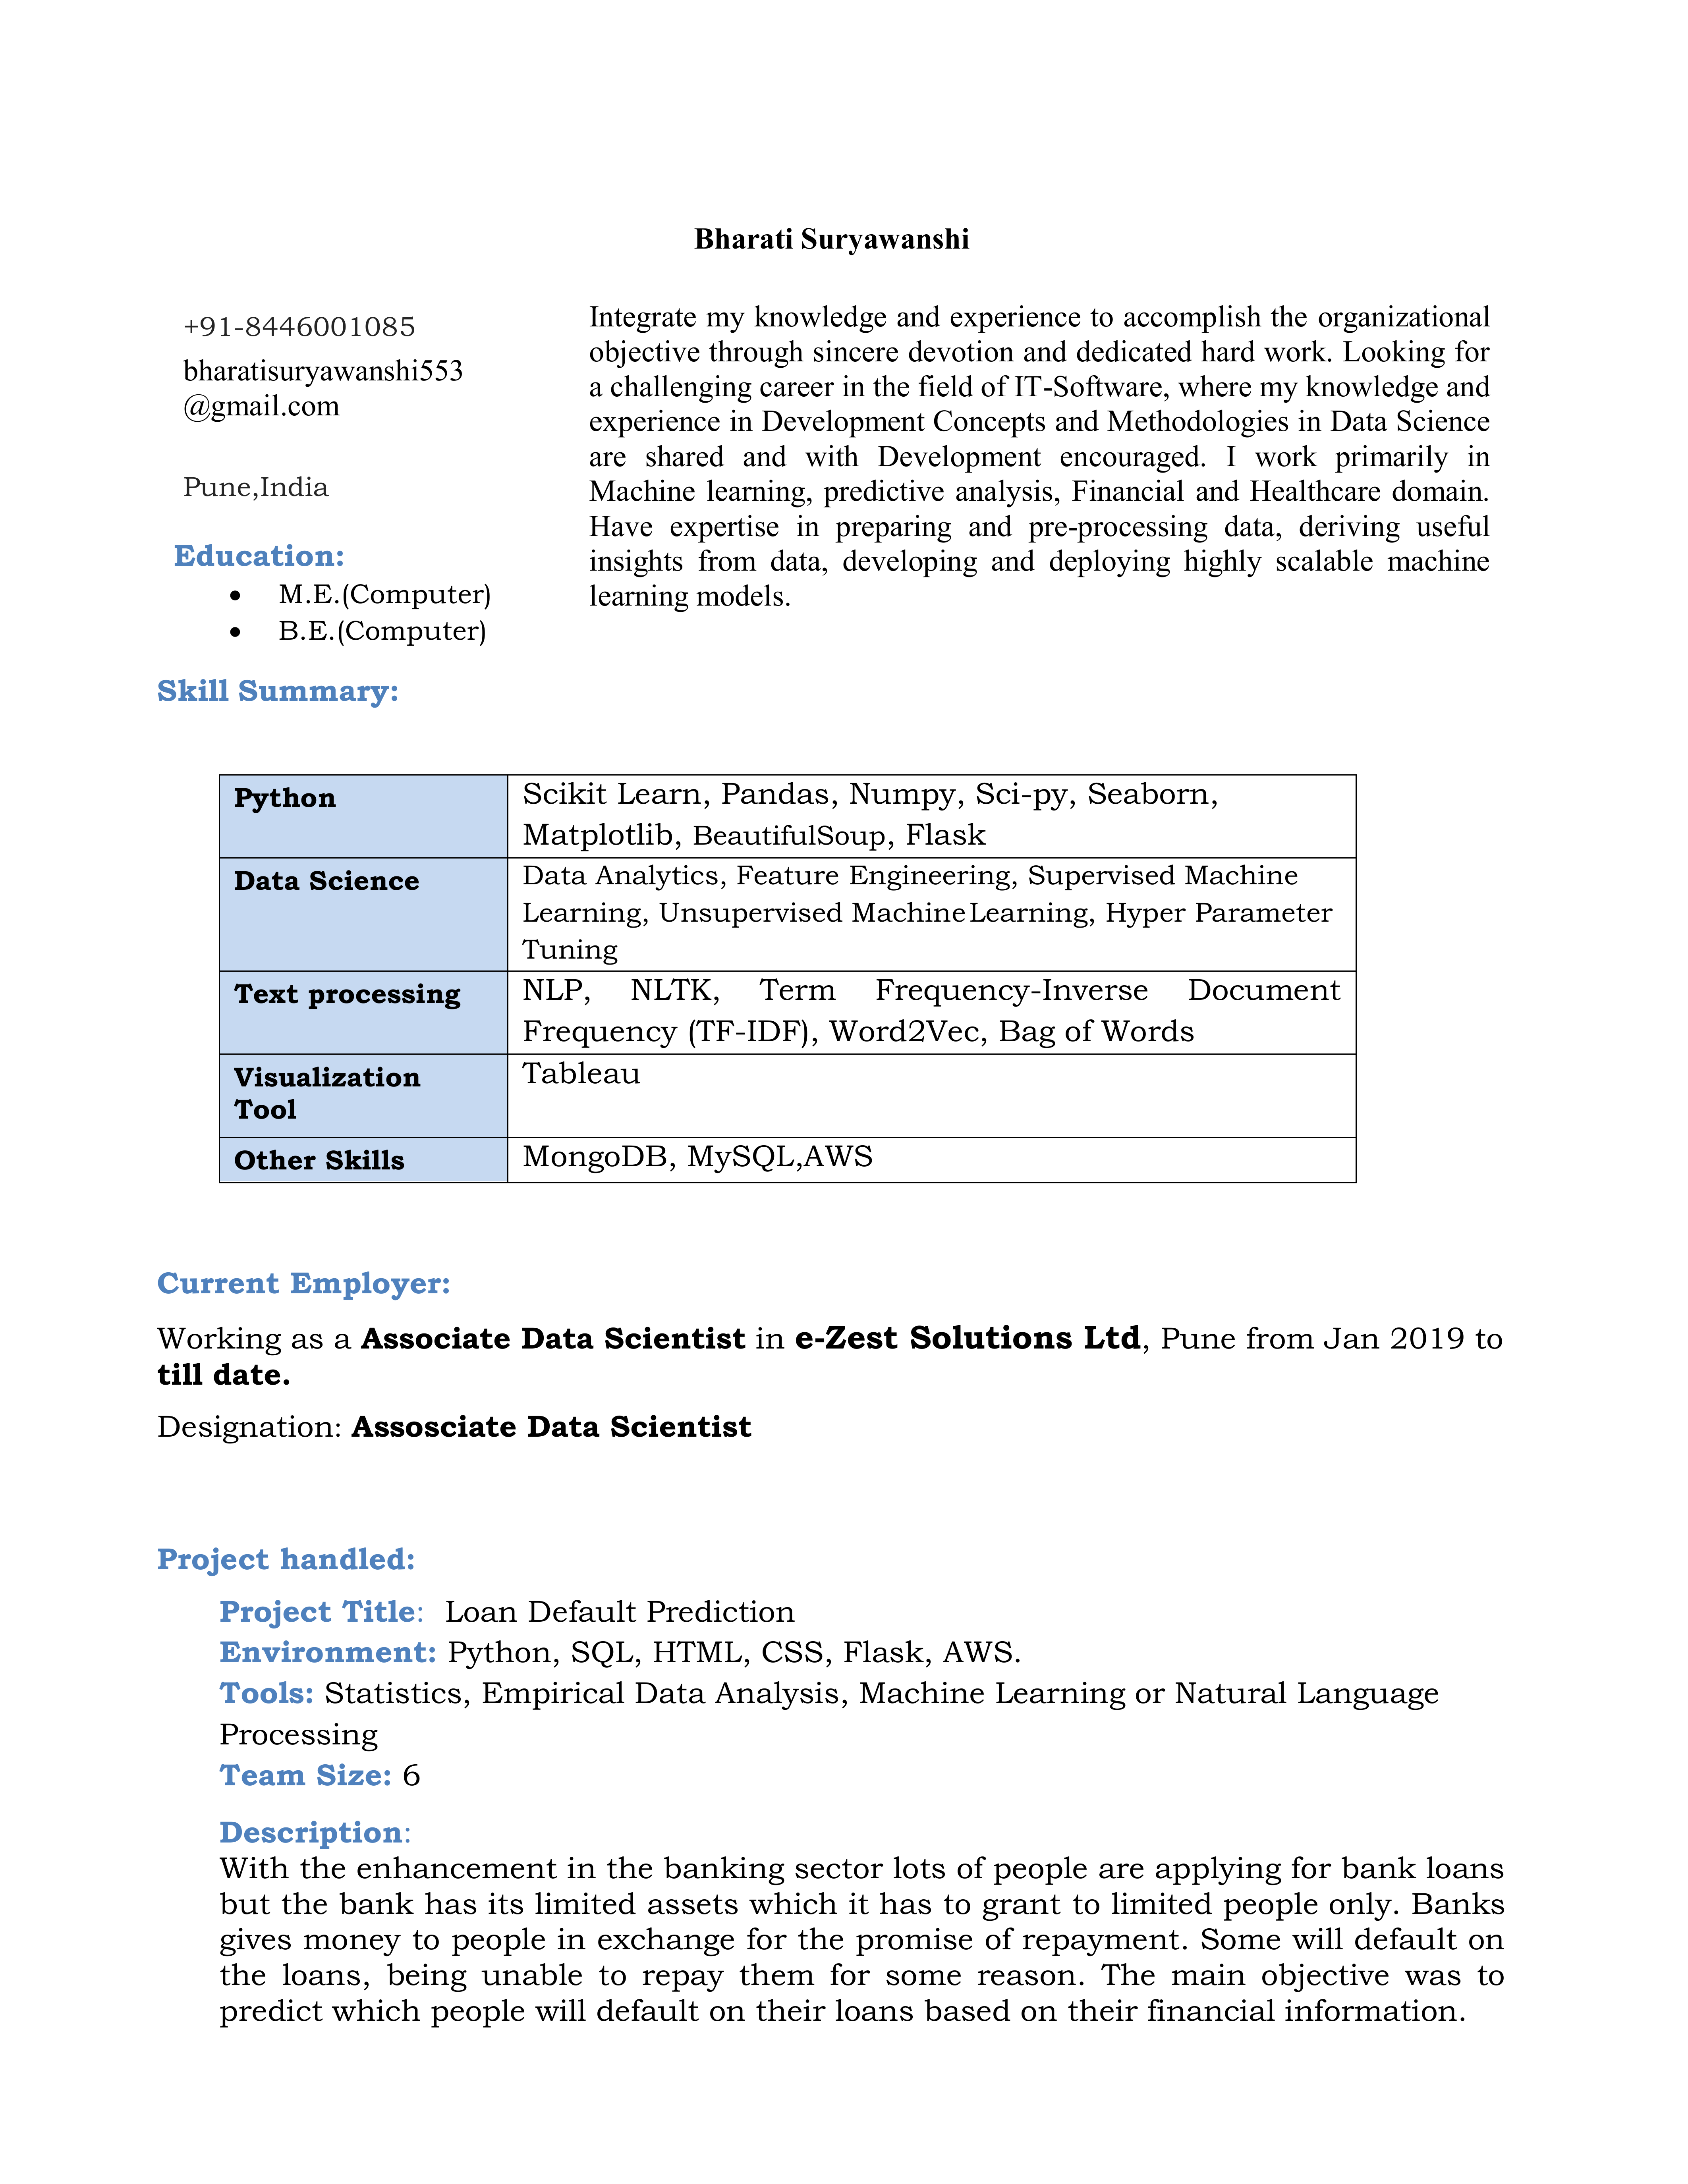 Bharati Suryawanshi
+91-8446001085
bharatisuryawanshi553
@gmail.com
Pune,India
Education:
• M.E.(Computer)
• B.E.(Computer)
Integrate my knowledge and experience to accomplish the organizational
objective through sincere devotion and dedicated hard work. Looking for
a challenging career in the field of IT-Software, where my knowledge and
experience in Development Concepts and Methodologies in Data Science
are shared and with Development encouraged. I work primarily in
Machine learning, predictive analysis, Financial and Healthcare domain.
Have expertise in preparing and pre-processing data, deriving useful
insights from data, developing and deploying highly scalable machine
learning models.
Skill Summary:
Python
Scikit Learn, Pandas, Numpy, Sci-py, Seaborn,
Matplotlib, BeautifulSoup, Flask
Data Science
Data Analytics, Feature Engineering, Supervised Machine
Learning, Unsupervised Machine Learning, Hyper Parameter
Tuning
Text processing
NLP, NLTK, Term Frequency-Inverse Document
Frequency (TF-IDF), Word2Vec, Bag of Words
Visualization
Tool
Tableau
Other Skills
MongoDB, MySQL,AWS
Current Employer:
Working as a Associate Data Scientist in e-Zest Solutions Ltd, Pune from Jan 2019 to
till date.
Designation: Assosciate Data Scientist
Project handled:
Project Title: Loan Default Prediction
Environment: Python, SQL, HTML, CSS, Flask, AWS.
Tools: Statistics, Empirical Data Analysis, Machine Learning or Natural Language
Processing
Team Size: 6
Description:
With the enhancement in the banking sector lots of people are applying for bank loans
but the bank has its limited assets which it has to grant to limited people only. Banks
gives money to people in exchange for the promise of repayment. Some will default on
the loans, being unable to repay them for some reason. The main objective was to
predict which people will default on their loans based on their financial information.